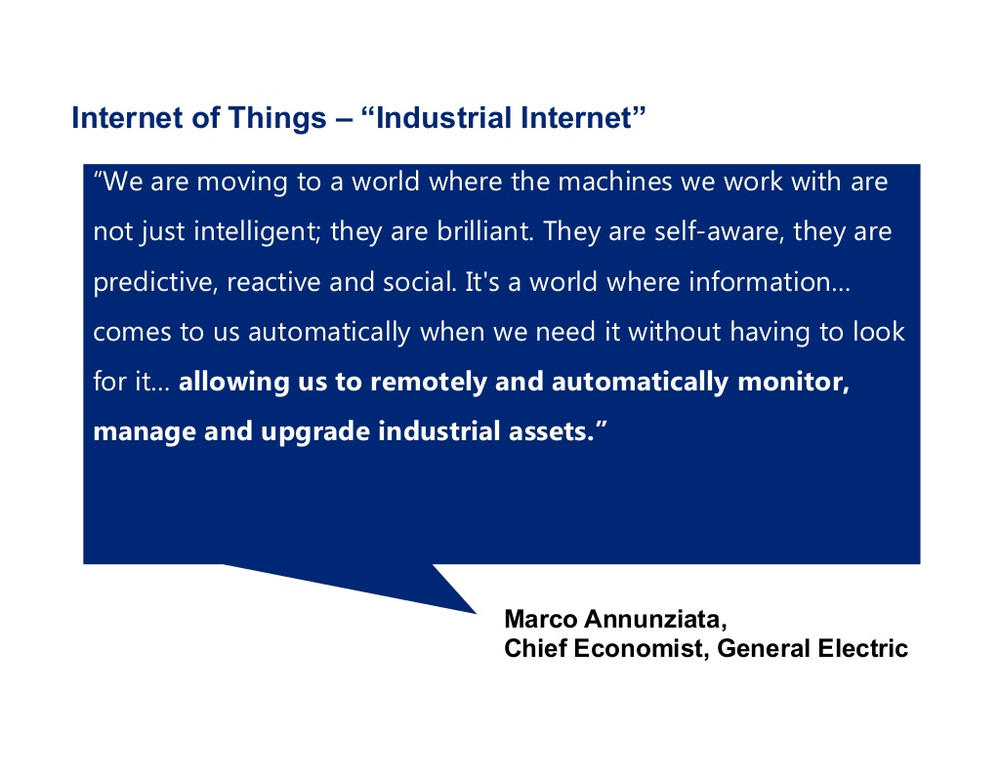 Internet of Things – “Industrial Internet”
“We are moving to a world where the machines we work with are
not just intelligent; they are brilliant. They are self-aware, they are
predictive, reactive and social. It's a world where information...
comes to us automatically when we need it without having to look
for it... allowing us to remotely and automatically monitor,
manage and upgrade industrial assets.”
Marco Annunziata,
Chief Economist, General Electric